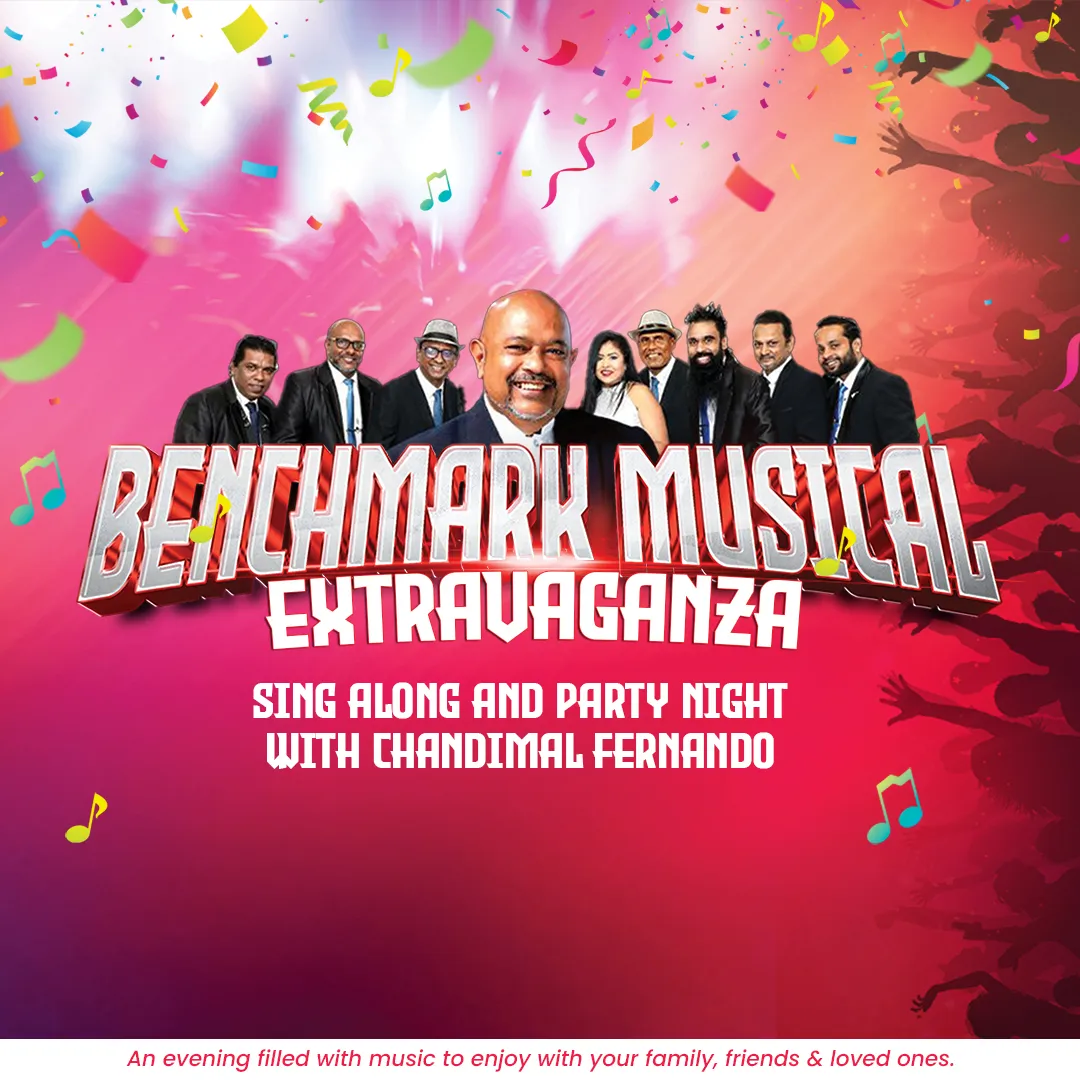 BENCHMARK MUSICAL
EXTRAVAGANZA
SING ALONG AND PARTY NIGHT
WITH CHANDIMAL FERNANDO
An evening filled with music to enjoy with your family, friends & loved ones.